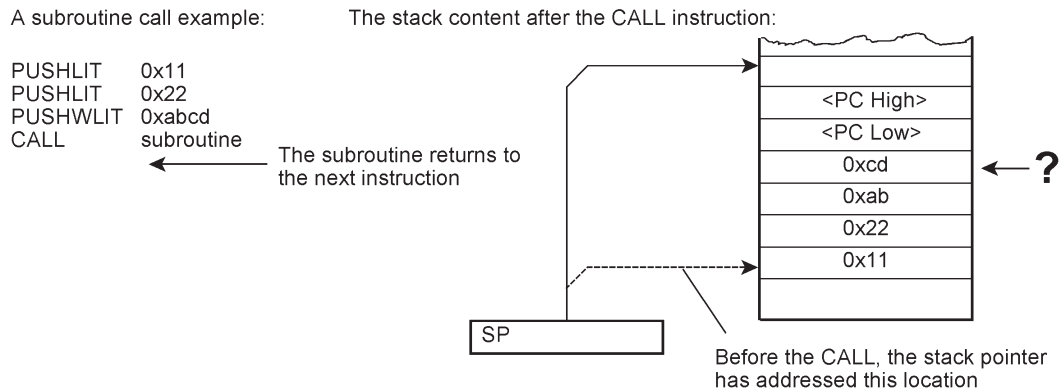 A subroutine call example:
The stack content after the CALL instruction:
PUSHLIT 0x11
PUSHLIT 0x22
PUSHWLIT 0xabcd
CALL subroutine
The subroutine returns to
the next instruction
<PC High>
<PC Low>
0xcd
?
0xab
0x22
0x11
SP
Before the CALL, the stack pointer
has addressed this location